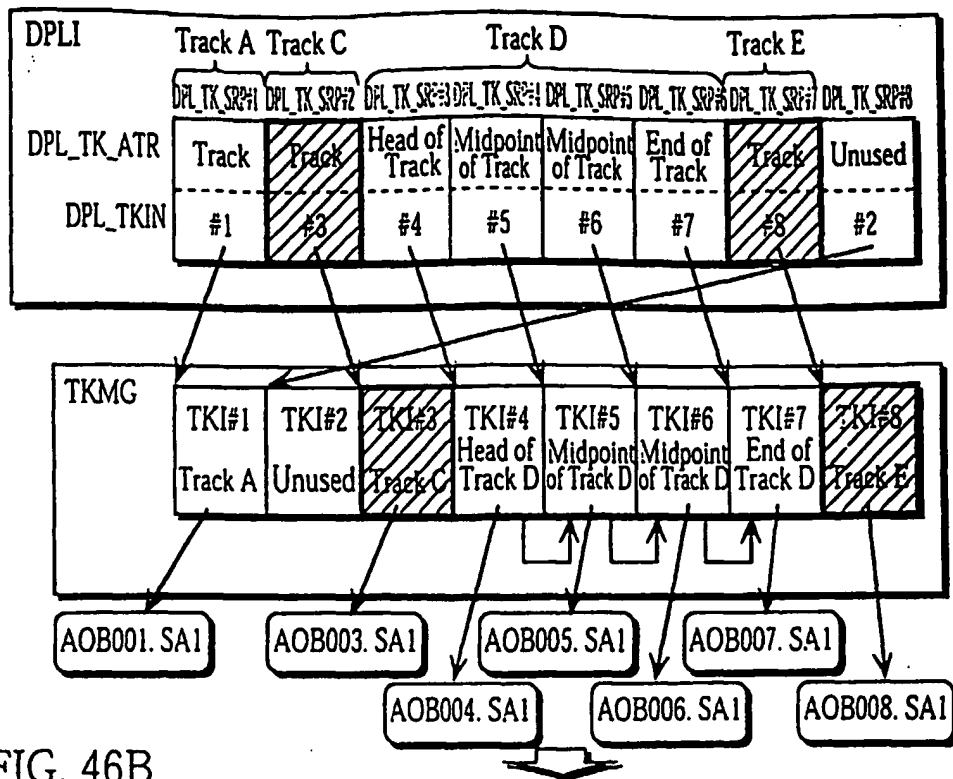 DPLI
Track A Track C Track D Track E
DPL_TK_SRP#1 DPL_TK_SRP#2 DPL_TK_SRP#3 DPL_TK_SRP#4 DPL_TK_SRP#5 DPL_TK_SRP#6 DPL_TK_SRP#7 DPL_TK_SRP#8
DPL_TK_ATR
Track
Track
Head of
Track
Midpoint
of Track
Midpoint
of Track
End of
Track
Track
Unused
DPL_TKIN
#1 #3 #4 #5 #6 #7 #8 #2
TKMG
TKI#1
Track A
TKI#2
Unused
TKI#3
Track C
TKI#4
Head of
Track D
TKI#5
Midpoint
of Track D
TKI#6
Midpoint
of Track D
TKI#7
End of
Track D
TKI#8
Track E
AOB001. SA1
AOB003. SA1
AOB005. SA1
AOB007. SA1
AOB004. SA1
AOB006. SA1
AOB008. SA1
FIG. 46B